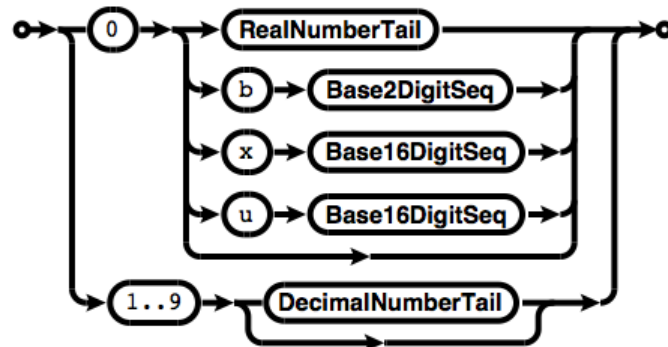 0 RealNumberTail
b Base2DigitSeq
x Base16DigitSeq
u Base16DigitSeq
1..9 DecimalNumberTail